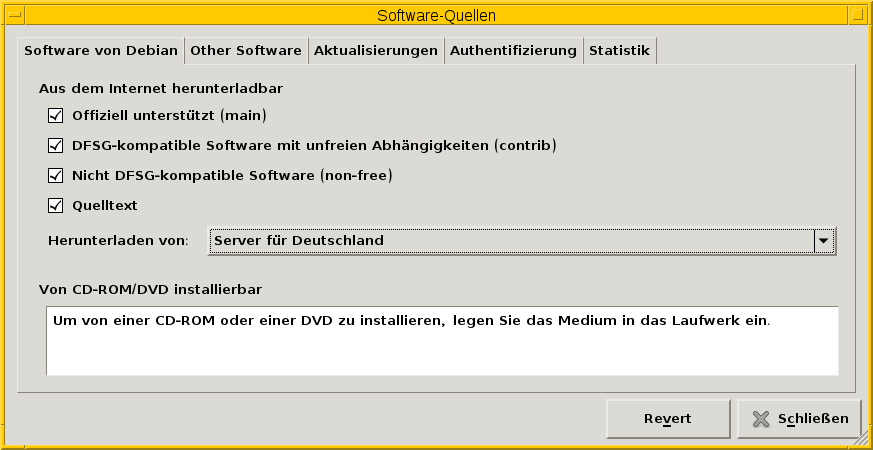 Software-Quellen
Software von Debian Other Software Aktualisierungen Authentifizierung Statistik
Aus dem Internet herunterladbar
Offiziell unterstützt (main)
DFSG-kompatible Software mit unfreien Abhängigkeiten (contrib)
Nicht DFSG-kompatible Software (non-free)
Quelltext
Herunterladen von: Server für Deutschland
Von CD-ROM/DVD installierbar
Um von einer CD-ROM oder einer DVD zu installieren, legen Sie das Medium in das Laufwerk ein.
Revert Schließen